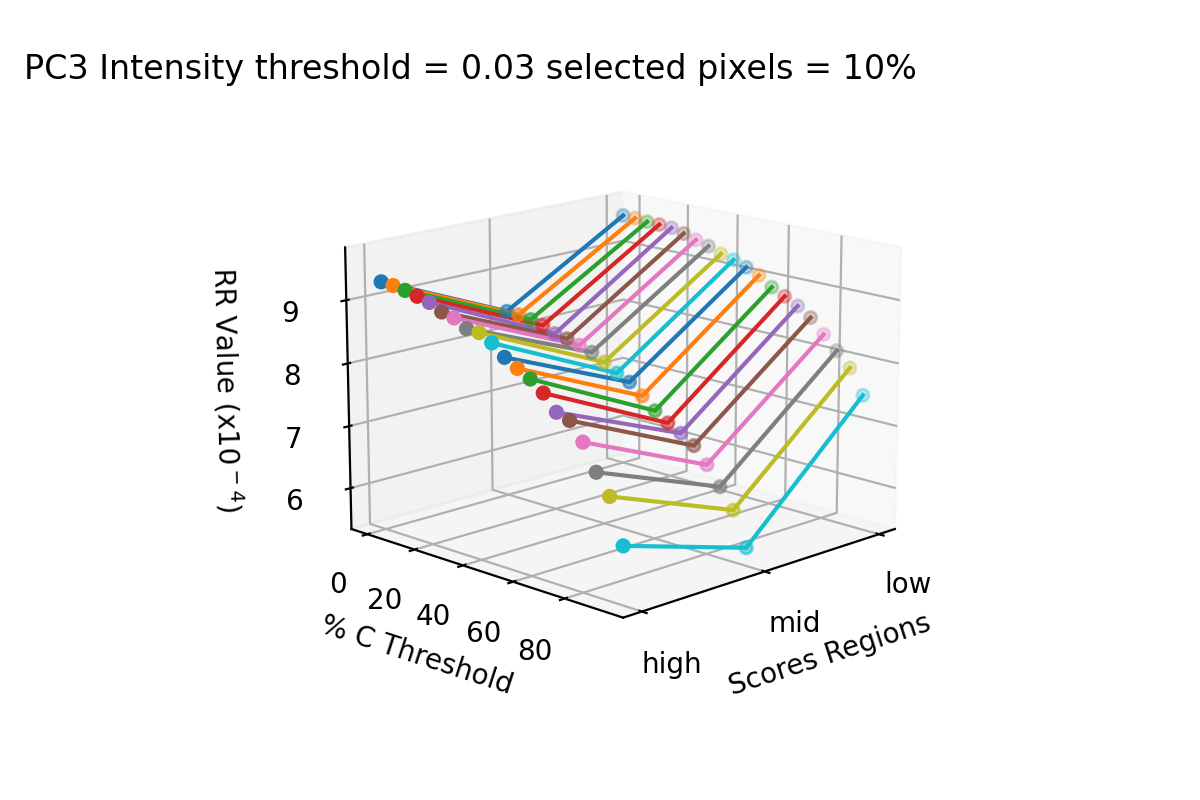 PC3 Intensity threshold = 0.03 selected pixels = 10%
RR Value (x10⁻⁴)
9
8
7
6
0
20
40
60
80
% C Threshold
high
mid
low
Scores Regions